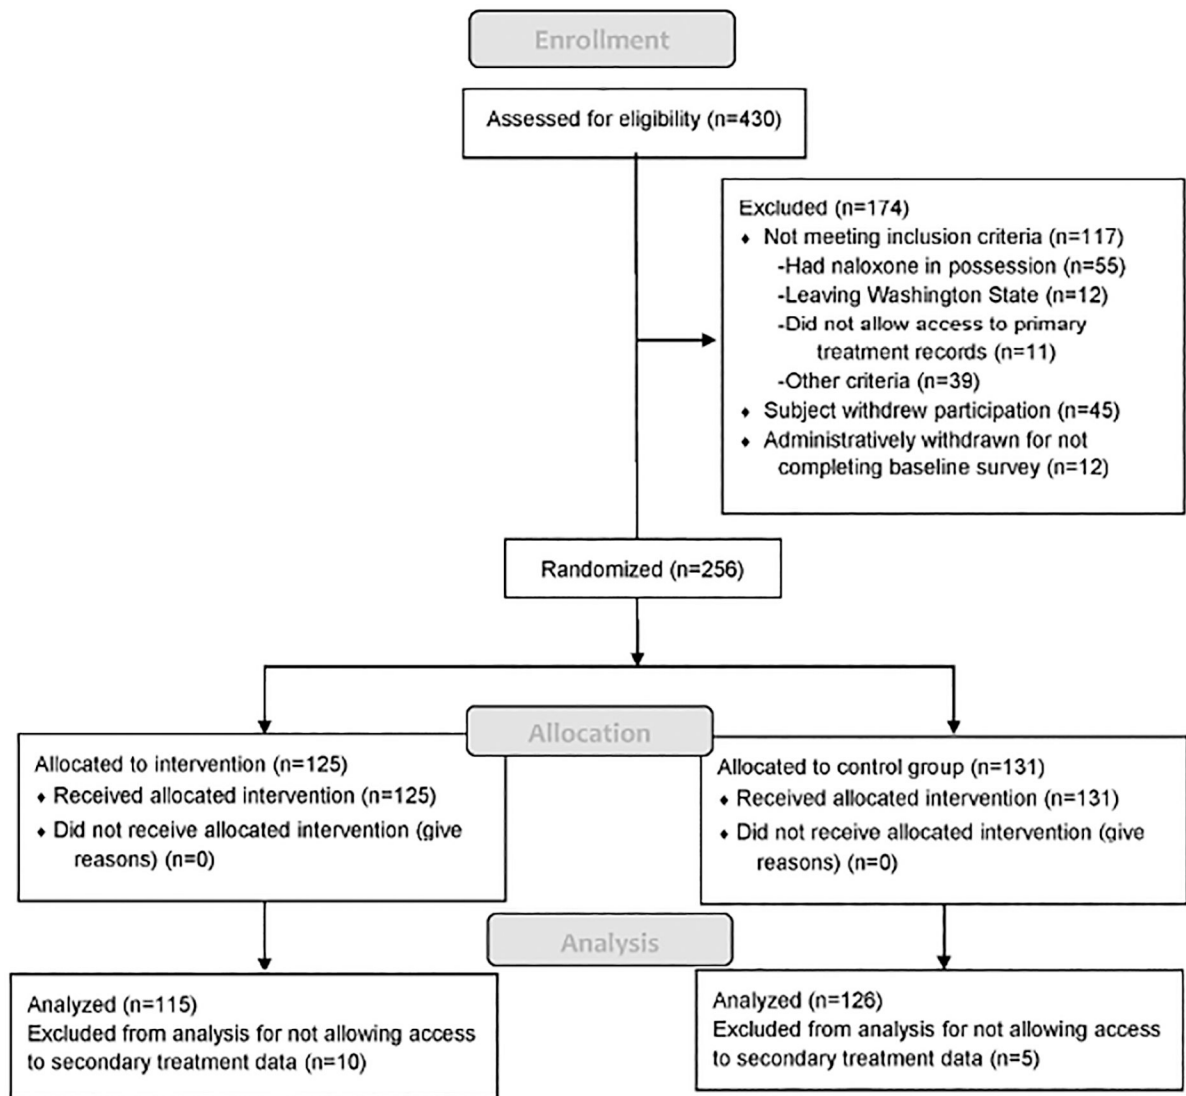 Enrollment
Assessed for eligibility (n=430)
Excluded (n=174)
♦ Not meeting inclusion criteria (n=117)
-Had naloxone in possession (n=55)
-Leaving Washington State (n=12)
-Did not allow access to primary
treatment records (n=11)
-Other criteria (n=39)
♦ Subject withdrew participation (n=45)
♦ Administratively withdrawn for not
completing baseline survey (n=12)
Randomized (n=256)
Allocation
Allocated to intervention (n=125)
♦ Received allocated intervention (n=125)
♦ Did not receive allocated intervention (give
reasons) (n=0)
Allocated to control group (n=131)
♦ Received allocated intervention (n=131)
♦ Did not receive allocated intervention (give
reasons) (n=0)
Analysis
Analyzed (n=115)
Excluded from analysis for not allowing access
to secondary treatment data (n=10)
Analyzed (n=126)
Excluded from analysis for not allowing access
to secondary treatment data (n=5)